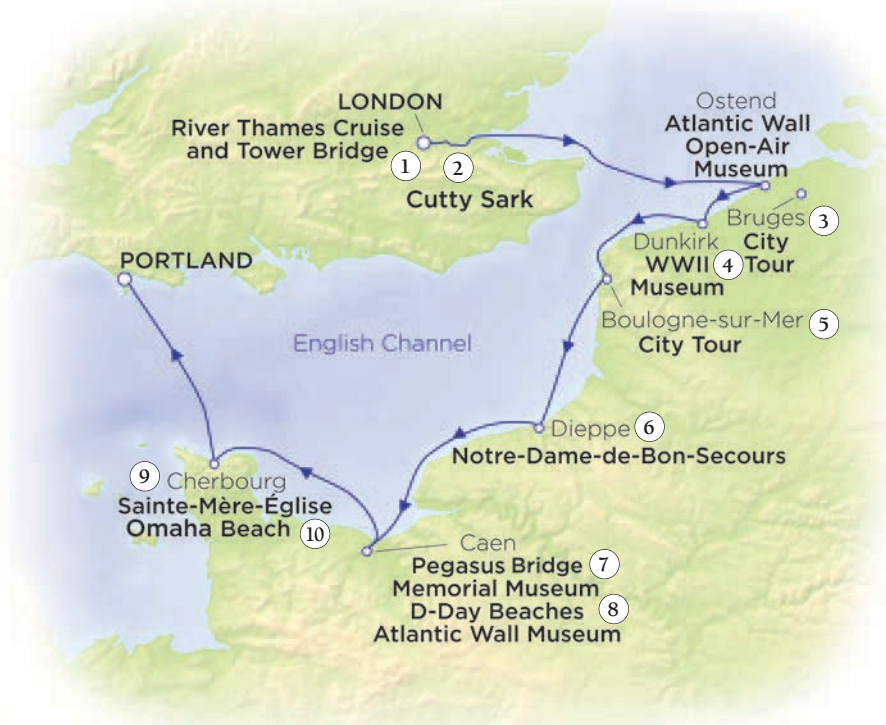 LONDON
River Thames Cruise
and Tower Bridge
1
2
Cutty Sark
Ostend
Atlantic Wall
Open-Air
Museum
Bruges 3
City
Tour
Dunkirk
WWII 4
Museum
PORTLAND
Boulogne-sur-Mer 5
City Tour
English Channel
Dieppe 6
Notre-Dame-de-Bon-Secours
9 Cherbourg
Sainte-Mère-Église
Omaha Beach 10
Caen
Pegasus Bridge 7
Memorial Museum
D-Day Beaches 8
Atlantic Wall Museum